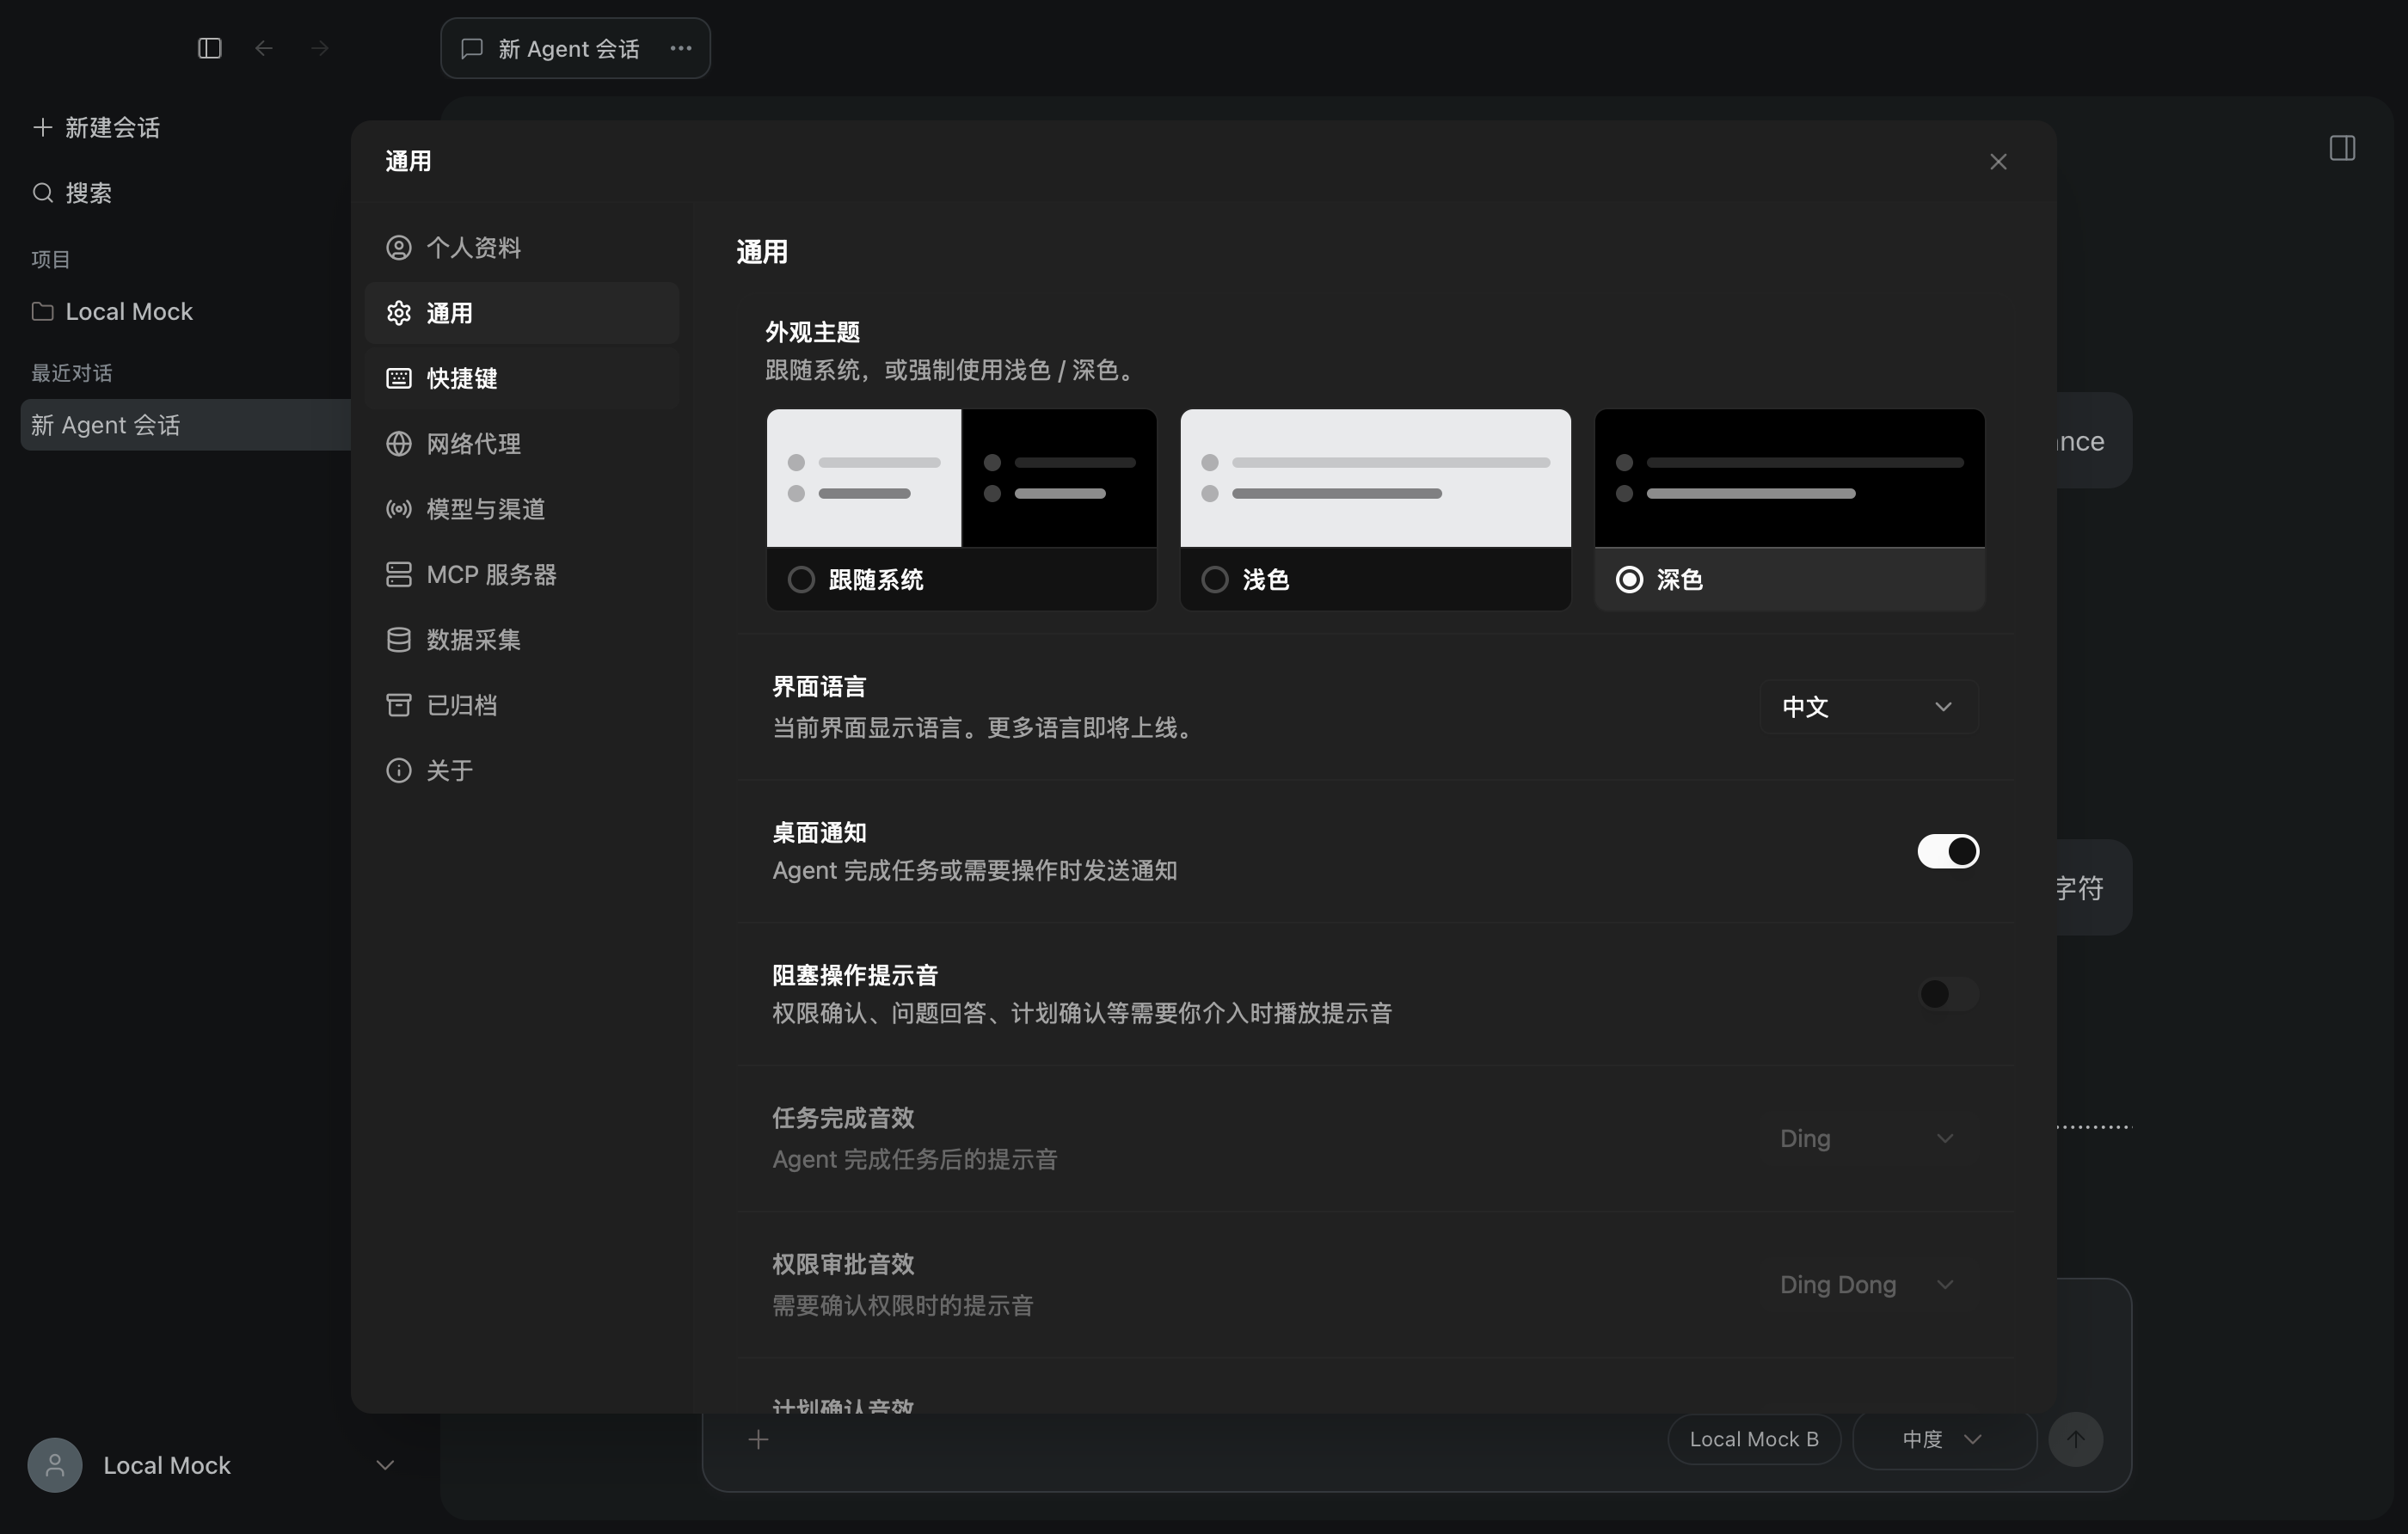 新 Agent 会话
新建会话
搜索
项目
Local Mock
最近对话
新 Agent 会话
Local Mock
通用
个人资料
通用
快捷键
网络代理
模型与渠道
MCP 服务器
数据采集
已归档
关于
通用
外观主题
跟随系统，或强制使用浅色 / 深色。
跟随系统
浅色
深色
界面语言
当前界面显示语言。更多语言即将上线。
中文
桌面通知
Agent 完成任务或需要操作时发送通知
阻塞操作提示音
权限确认、问题回答、计划确认等需要你介入时播放提示音
任务完成音效
Agent 完成任务后的提示音
Ding
权限审批音效
需要确认权限时的提示音
Ding Dong
计划确认音效
字符
Local Mock B
中度